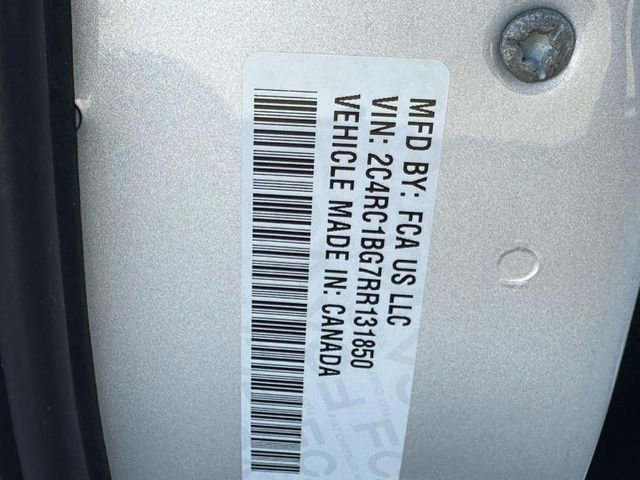 MFD BY: FCA US LLC
VIN: 2C4RC1BG7RR131850
VEHICLE MADE IN: CANADA